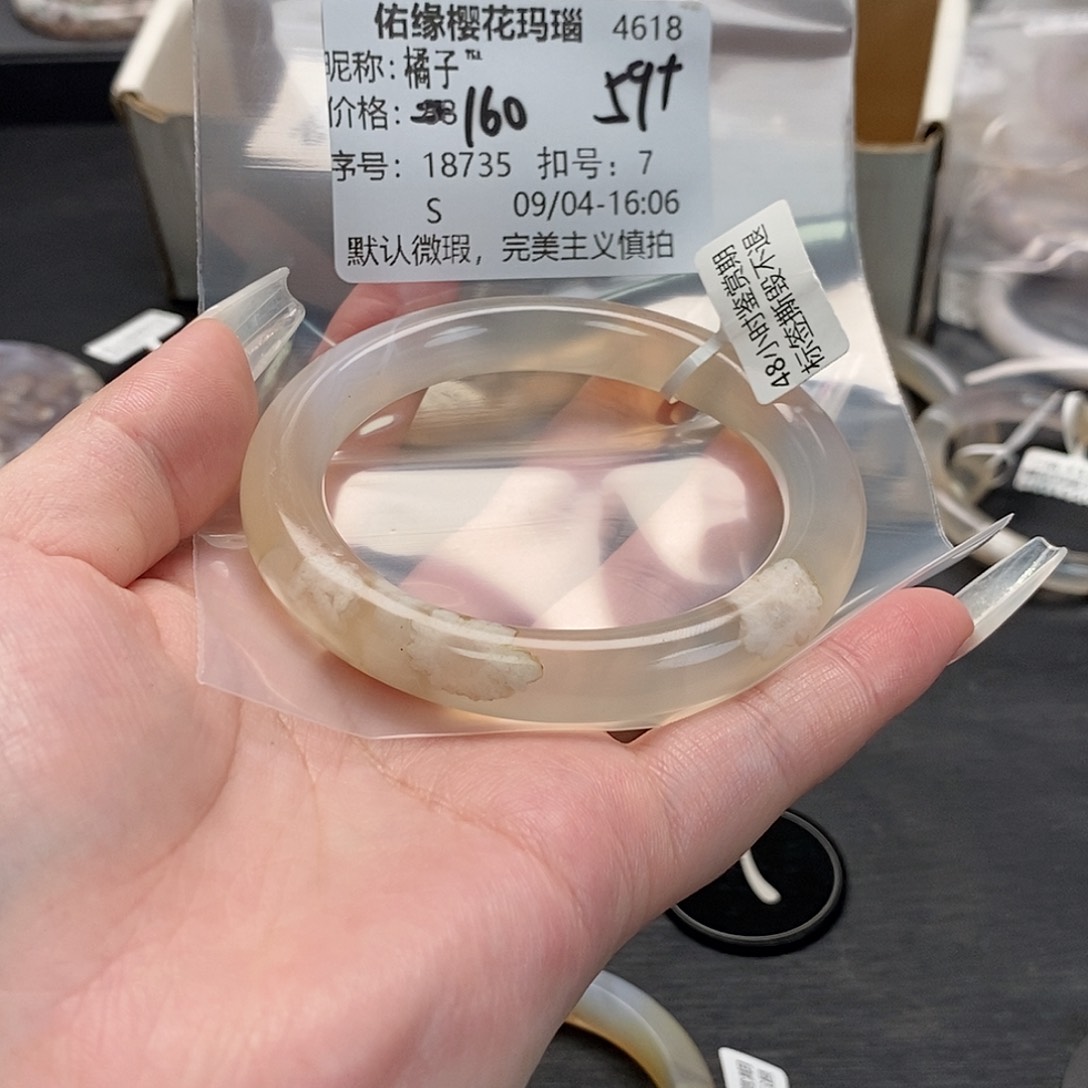 佑缘樱花玛瑙 4618
昵称:橘子™
价格: 160 59+
序号: 18735 扣号: 7
S 09/04-16:06
默认微瑕，完美主义慎拍
48小时鉴赏期
标签撕毁不退